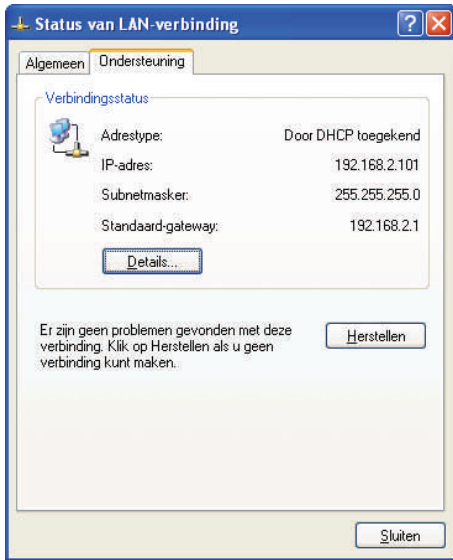 Status van LAN-verbinding
Algemeen Ondersteuning
Verbindingsstatus
Adrestype: Door DHCP toegekend
IP-adres: 192.168.2.101
Subnetmasker: 255.255.255.0
Standaard-gateway: 192.168.2.1
Details...
Er zijn geen problemen gevonden met deze
verbinding. Klik op Herstellen als u geen
verbinding kunt maken.
Herstellen
Sluiten